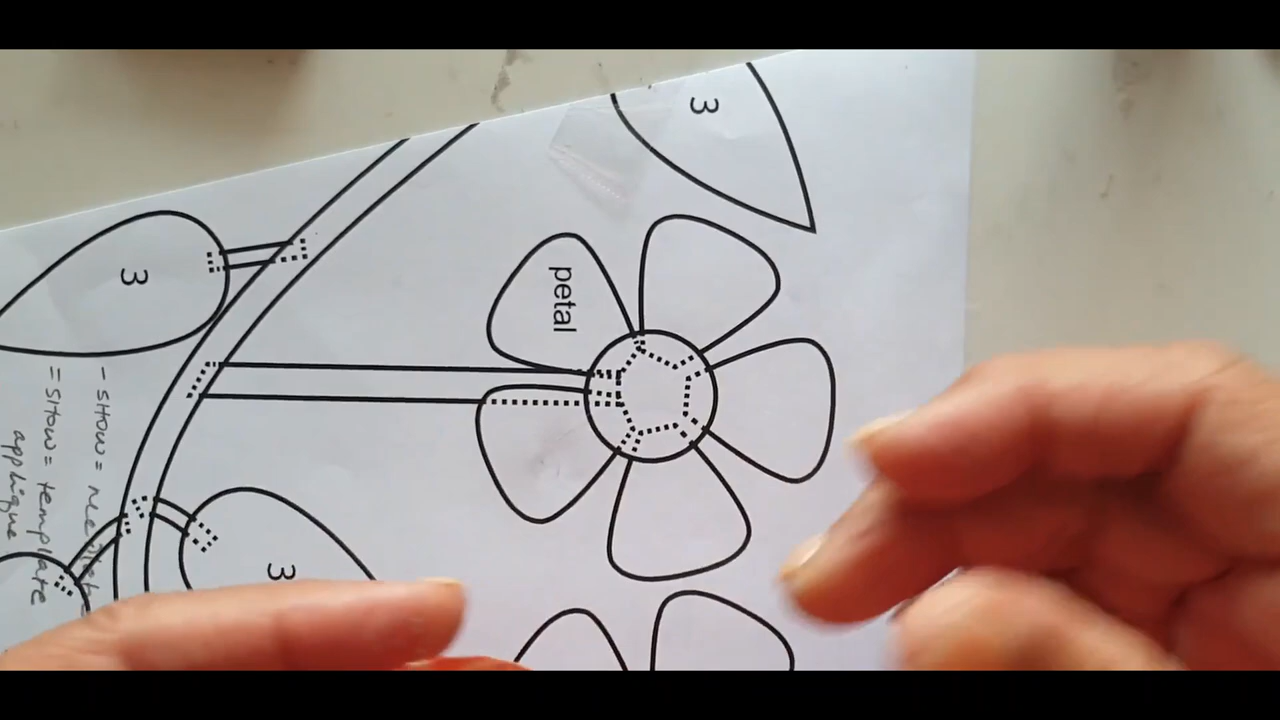 3
petal
3
- SHOW = needle
= SHOW = template
applique
3